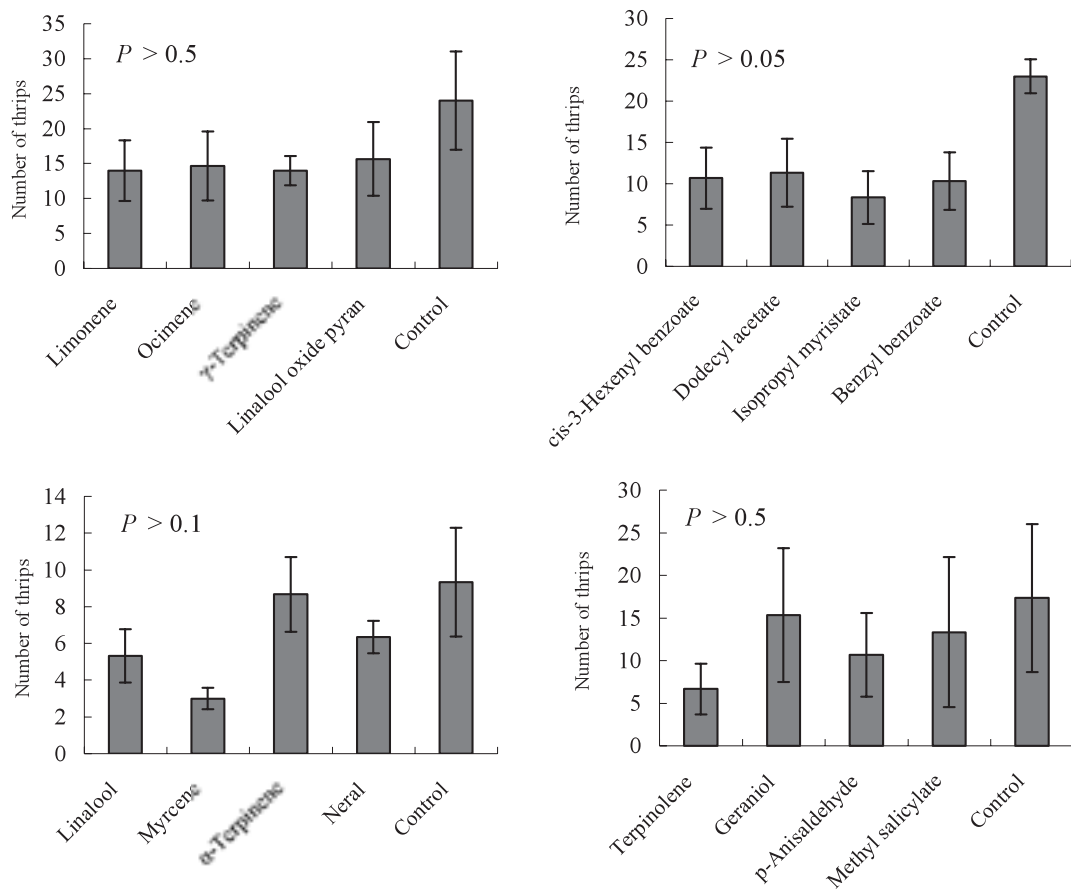 35
30
25
20
15
10
5
0
Number of thrips
P > 0.5
Limonene
Ocimene
γ-Terpinene
Linalool oxide pyran
Control
30
25
20
15
10
5
0
Number of thrips
P > 0.05
cis-3-Hexenyl benzoate
Dodecyl acetate
Isopropyl myristate
Benzyl benzoate
Control
14
12
10
8
6
4
2
0
Number of thrips
P > 0.1
Linalool
Myrcene
α-Terpinene
Neral
Control
30
25
20
15
10
5
0
Number of thrips
P > 0.5
Terpinolene
Geraniol
p-Anisaldehyde
Methyl salicylate
Control